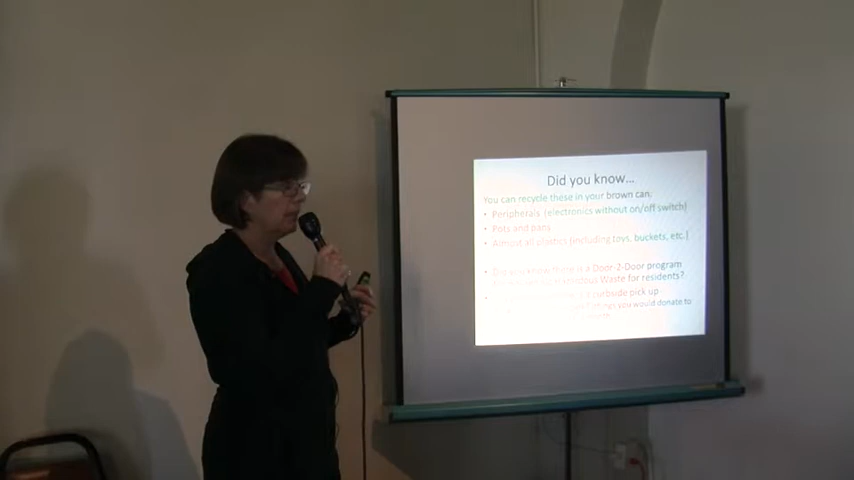 Did you know...
You can recycle these in your brown can:
• Peripherals (electronics without on/off switch)
• Pots and pans
• Almost all plastics (including toys, buckets, etc.)
• Did you know there is a Door-2-Door program
Waste for residents?
• curbside pick up
things you would donate to